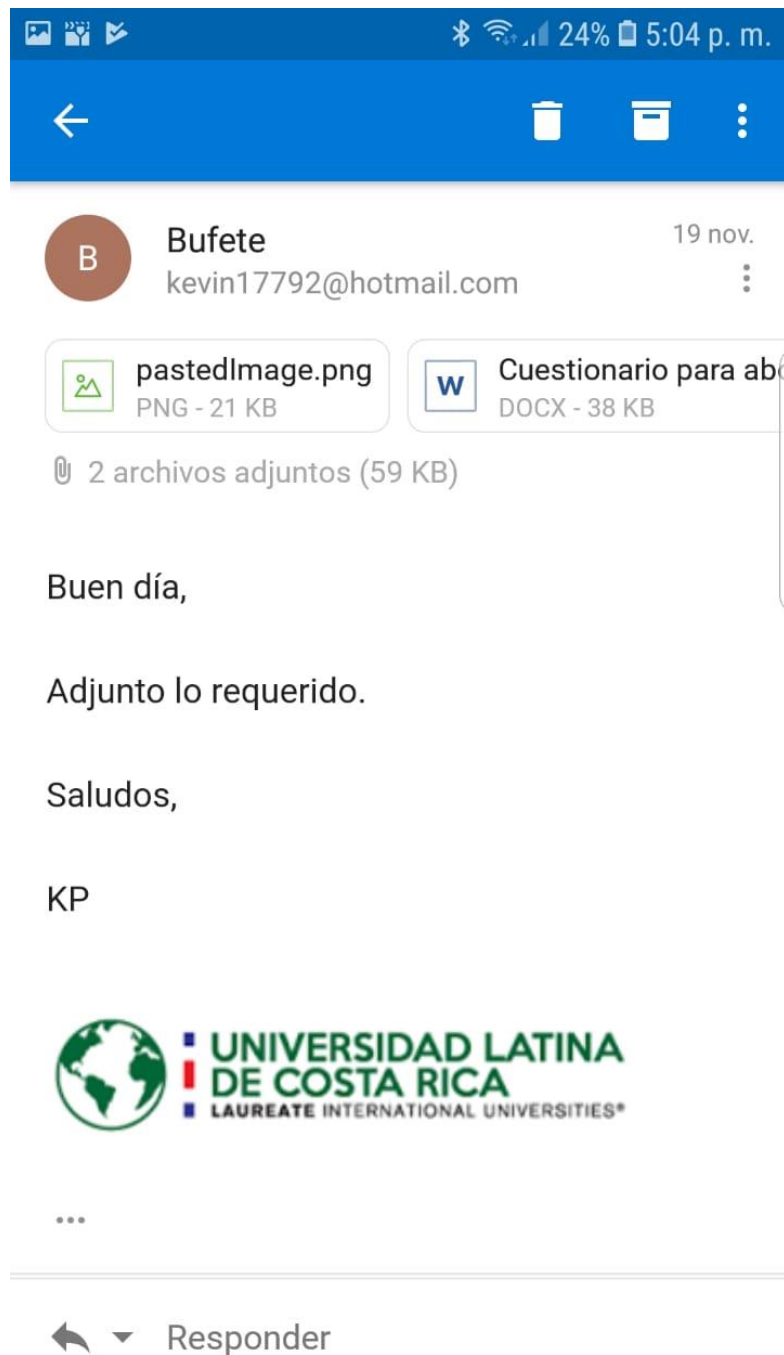 24% 5:04 p. m.
B
Bufete
19 nov.
kevin17792@hotmail.com
pastedImage.png
PNG - 21 KB
W
Cuestionario para ab
DOCX - 38 KB
2 archivos adjuntos (59 KB)
Buen día,
Adjunto lo requerido.
Saludos,
KP
UNIVERSIDAD LATINA
DE COSTA RICA
LAUREATE INTERNATIONAL UNIVERSITIES®
...
Responder